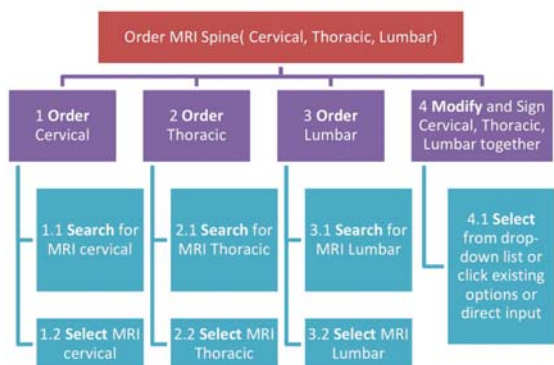 Order MRI Spine( Cervical, Thoracic, Lumbar)
1 Order
Cervical
2 Order
Thoracic
3 Order
Lumbar
4 Modify and Sign
Cervical, Thoracic,
Lumbar together
1.1 Search for
MRI cervical
2.1 Search for
MRI Thoracic
3.1 Search for
MRI Lumbar
4.1 Select
from drop-
down list or
click existing
options or
direct input
1.2 Select MRI
cervical
2.2 Select MRI
Thoracic
3.2 Select MRI
Lumbar